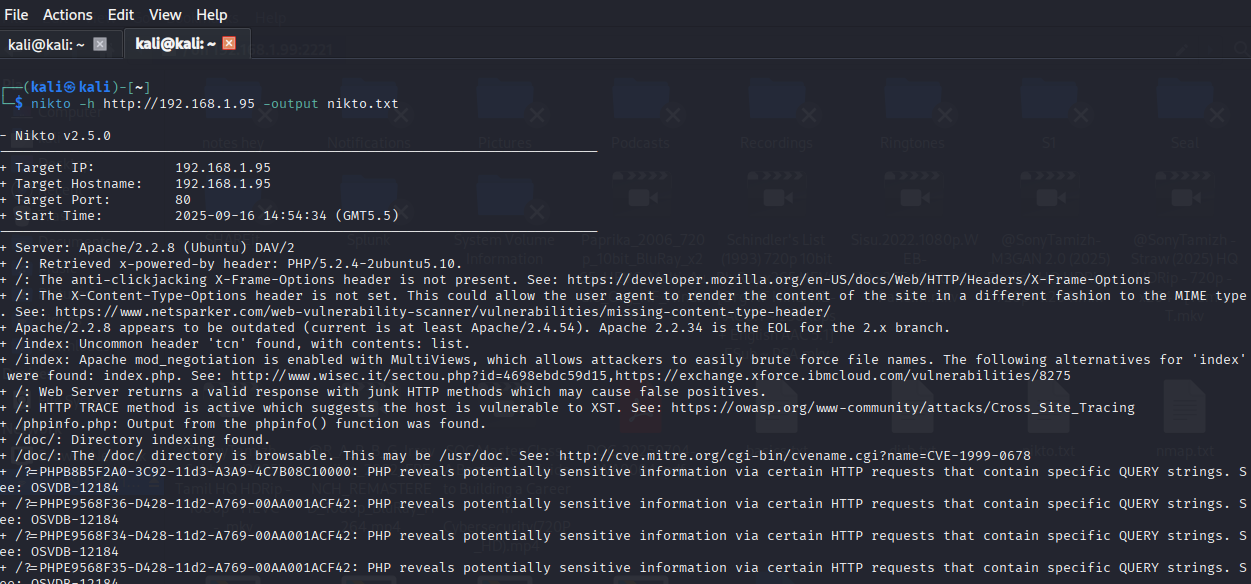 File Actions Edit View Help
kali@kali: ~
kali@kali: ~
(kali㉿kali)-[~]
$ nikto -h http://192.168.1.95 -output nikto.txt
- Nikto v2.5.0
+ Target IP: 192.168.1.95
+ Target Hostname: 192.168.1.95
+ Target Port: 80
+ Start Time: 2025-09-16 14:54:34 (GMT5.5)
+ Server: Apache/2.2.8 (Ubuntu) DAV/2
+ /: Retrieved x-powered-by header: PHP/5.2.4-2ubuntu5.10.
+ /: The anti-clickjacking X-Frame-Options header is not present. See: https://developer.mozilla.org/en-US/docs/Web/HTTP/Headers/X-Frame-Options
+ /: The X-Content-Type-Options header is not set. This could allow the user agent to render the content of the site in a different fashion to the MIME type
. See: https://www.netsparker.com/web-vulnerability-scanner/vulnerabilities/missing-content-type-header/
+ Apache/2.2.8 appears to be outdated (current is at least Apache/2.4.54). Apache 2.2.34 is the EOL for the 2.x branch.
+ /index: Uncommon header 'tcn' found, with contents: list.
+ /index: Apache mod_negotiation is enabled with MultiViews, which allows attackers to easily brute force file names. The following alternatives for 'index'
were found: index.php. See: http://www.wisec.it/sectou.php?id=4698ebdc59d15,https://exchange.xforce.ibmcloud.com/vulnerabilities/8275
+ /: Web Server returns a valid response with junk HTTP methods which may cause false positives.
+ /: HTTP TRACE method is active which suggests the host is vulnerable to XST. See: https://owasp.org/www-community/attacks/Cross_Site_Tracing
+ /phpinfo.php: Output from the phpinfo() function was found.
+ /doc/: Directory indexing found.
+ /doc/: The /doc/ directory is browsable. This may be /usr/doc. See: http://cve.mitre.org/cgi-bin/cvename.cgi?name=CVE-1999-0678
+ /?=PHPB8B5F2A0-3C92-11d3-A3A9-4C7B08C10000: PHP reveals potentially sensitive information via certain HTTP requests that contain specific QUERY strings. S
ee: OSVDB-12184
+ /?=PHPE9568F36-D428-11d2-A769-00AA001ACF42: PHP reveals potentially sensitive information via certain HTTP requests that contain specific QUERY strings. S
ee: OSVDB-12184
+ /?=PHPE9568F34-D428-11d2-A769-00AA001ACF42: PHP reveals potentially sensitive information via certain HTTP requests that contain specific QUERY strings. S
ee: OSVDB-12184
+ /?=PHPE9568F35-D428-11d2-A769-00AA001ACF42: PHP reveals potentially sensitive information via certain HTTP requests that contain specific QUERY strings. S
ee: OSVDB-12184